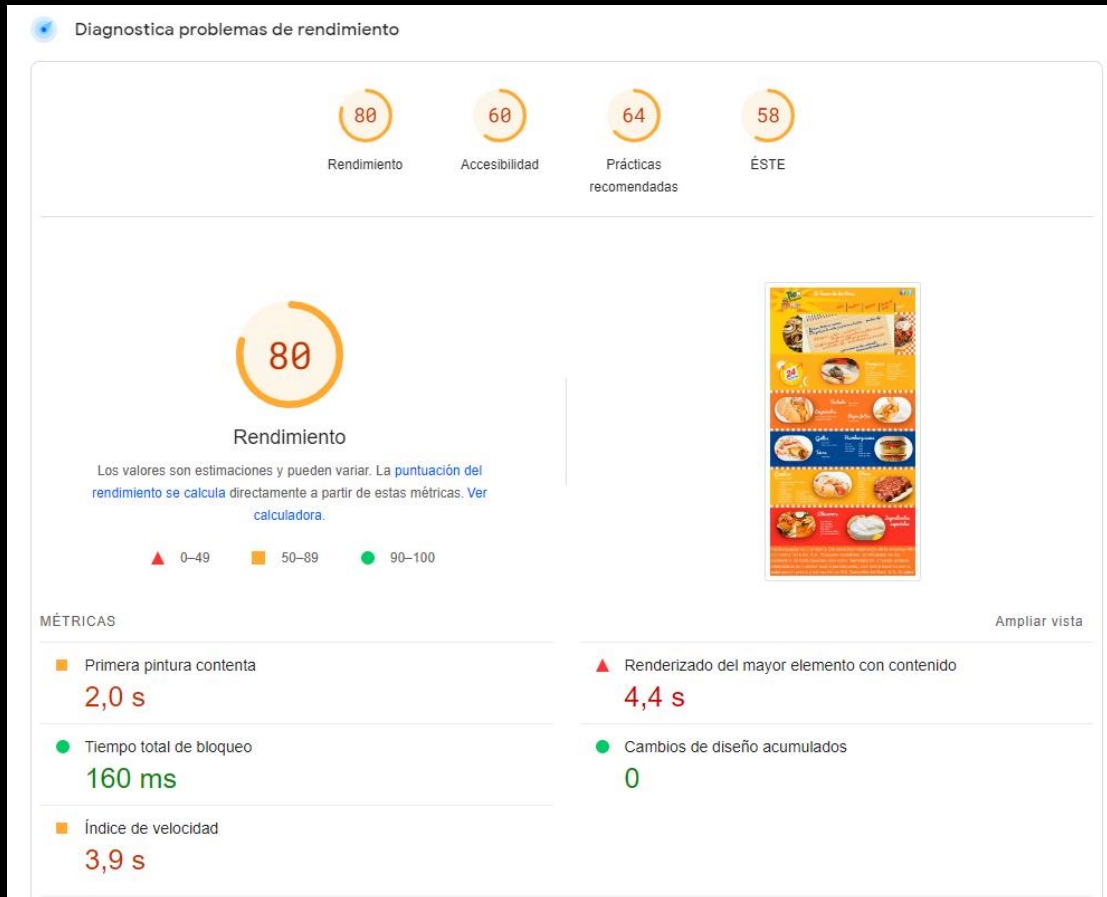 Diagnostica problemas de rendimiento
80
60
64
58
Rendimiento
Accesibilidad
Prácticas
recomendadas
ÉSTE
80
Rendimiento
Los valores son estimaciones y pueden variar. La puntuación del
rendimiento se calcula directamente a partir de estas métricas. Ver
calculadora.
0–49
50–89
90–100
24
MÉTRICAS
Ampliar vista
Primera pintura contenta
2,0 s
Renderizado del mayor elemento con contenido
4,4 s
Tiempo total de bloqueo
160 ms
Cambios de diseño acumulados
0
Índice de velocidad
3,9 s